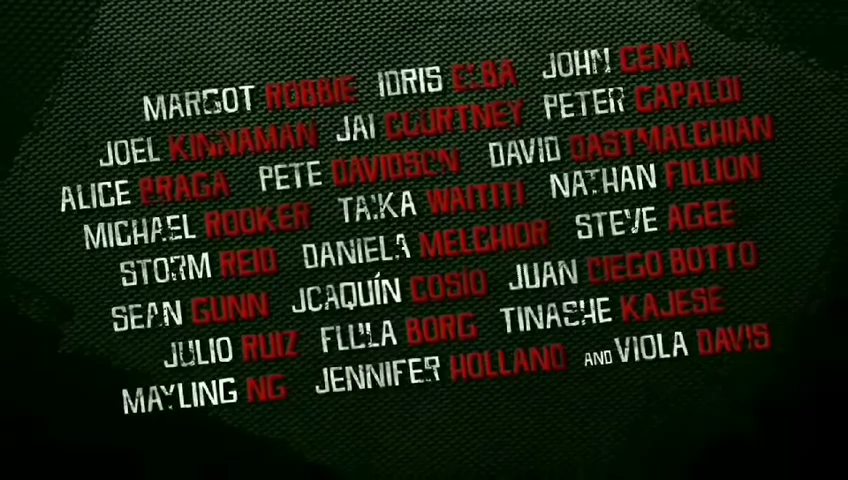 MARGOT ROBBIE IDRIS ELBA JOHN CENA
JOEL KINNAMAN JAI COURTNEY PETER CAPALDI
ALICE BRAGA PETE DAVIDSON DAVID DASTMALCHIAN
MICHAEL ROOKER TAIKA WAITITI NATHAN FILLION
STORM REID DANIELA MELCHIOR STEVE AGEE
SEAN GUNN JOAQUÍN COSÍO JUAN DIEGO BOTTO
JULIO RUIZ FLULA BORG TINASHE KAJESE
MAYLING NG JENNIFER HOLLAND AND VIOLA DAVIS